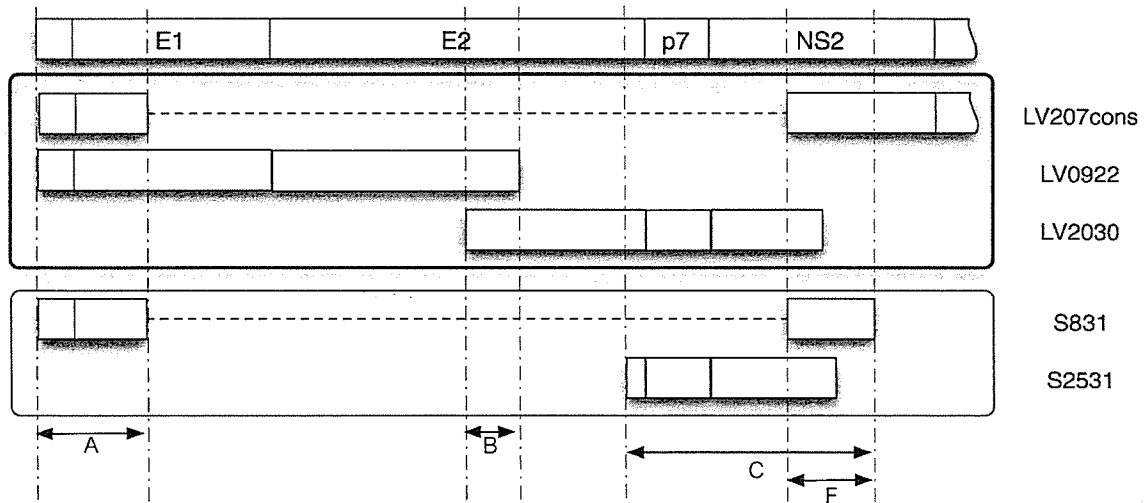 E1 E2 p7 NS2
LV207cons
LV0922
LV2030
S831
S2531
A B C
F